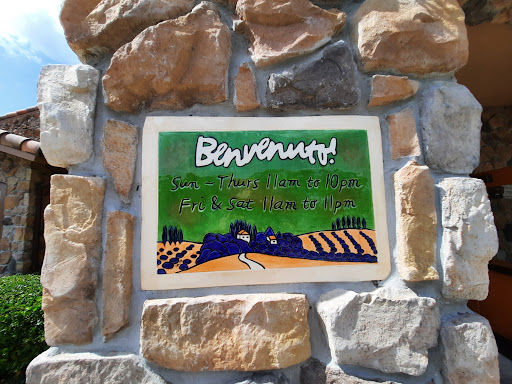 Benvenuti!
Sun - Thurs 11am to 10pm
Fri & Sat 11am to 11pm